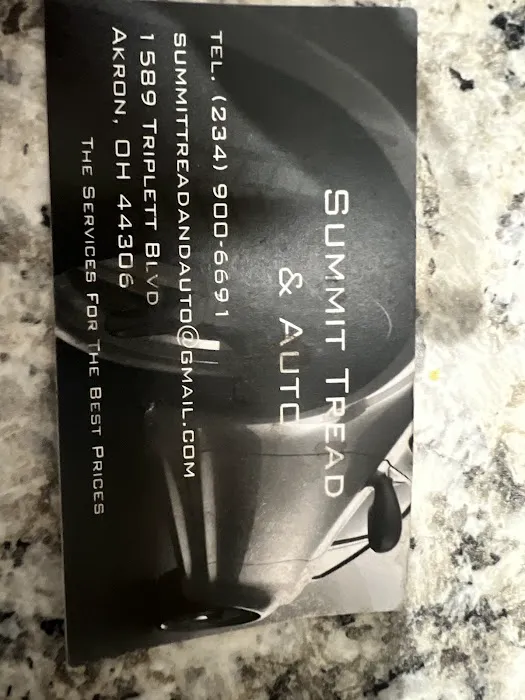 SUMMIT TREAD
& AUTO
TEL. (234) 900-6691
SUMMITTREADANDAUTO@GMAIL.COM
1589 TRIPLETT BLVD
AKRON, OH 44306
THE SERVICES FOR THE BEST PRICES